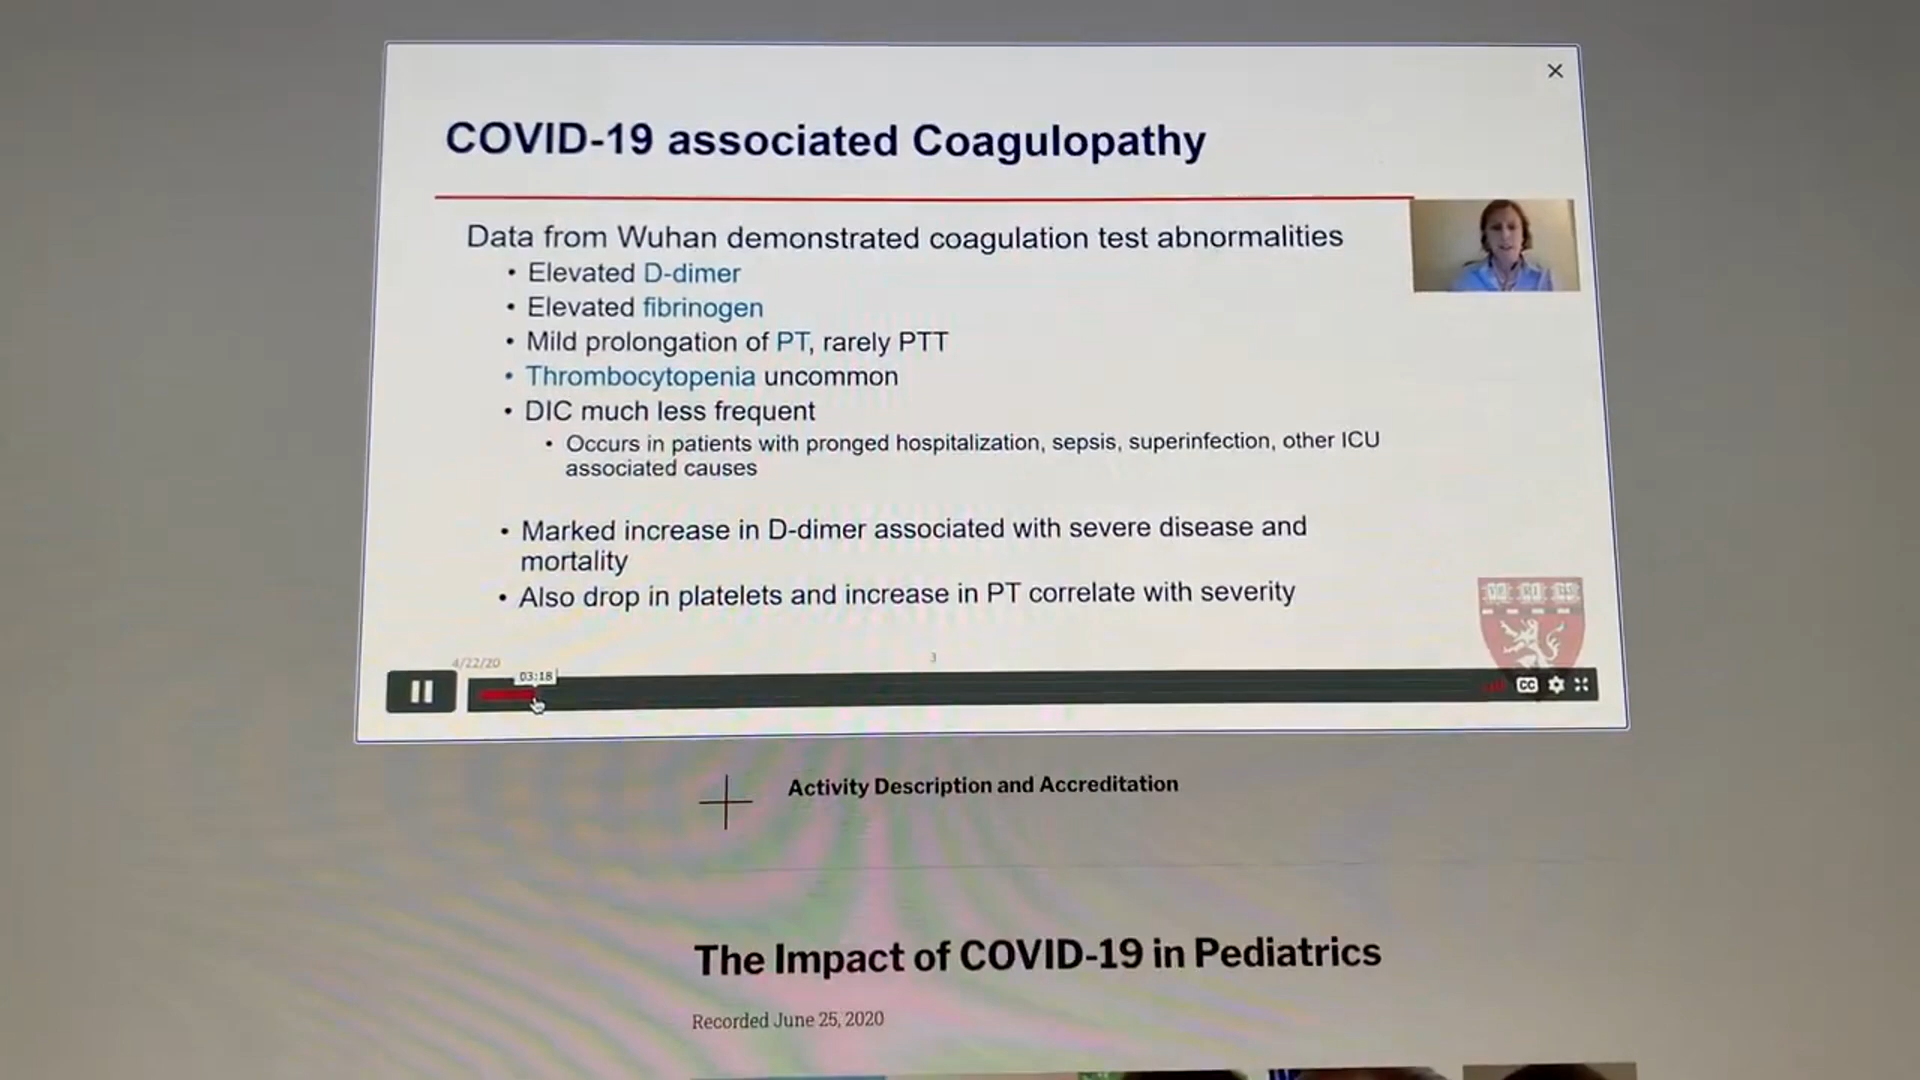 COVID-19 associated Coagulopathy
Data from Wuhan demonstrated coagulation test abnormalities
• Elevated D-dimer
• Elevated fibrinogen
• Mild prolongation of PT, rarely PTT
• Thrombocytopenia uncommon
• DIC much less frequent
• Occurs in patients with pronged hospitalization, sepsis, superinfection, other ICU
associated causes
• Marked increase in D-dimer associated with severe disease and
mortality
• Also drop in platelets and increase in PT correlate with severity
4/22/20
3
03:18
CC
Activity Description and Accreditation
The Impact of COVID-19 in Pediatrics
Recorded June 25, 2020